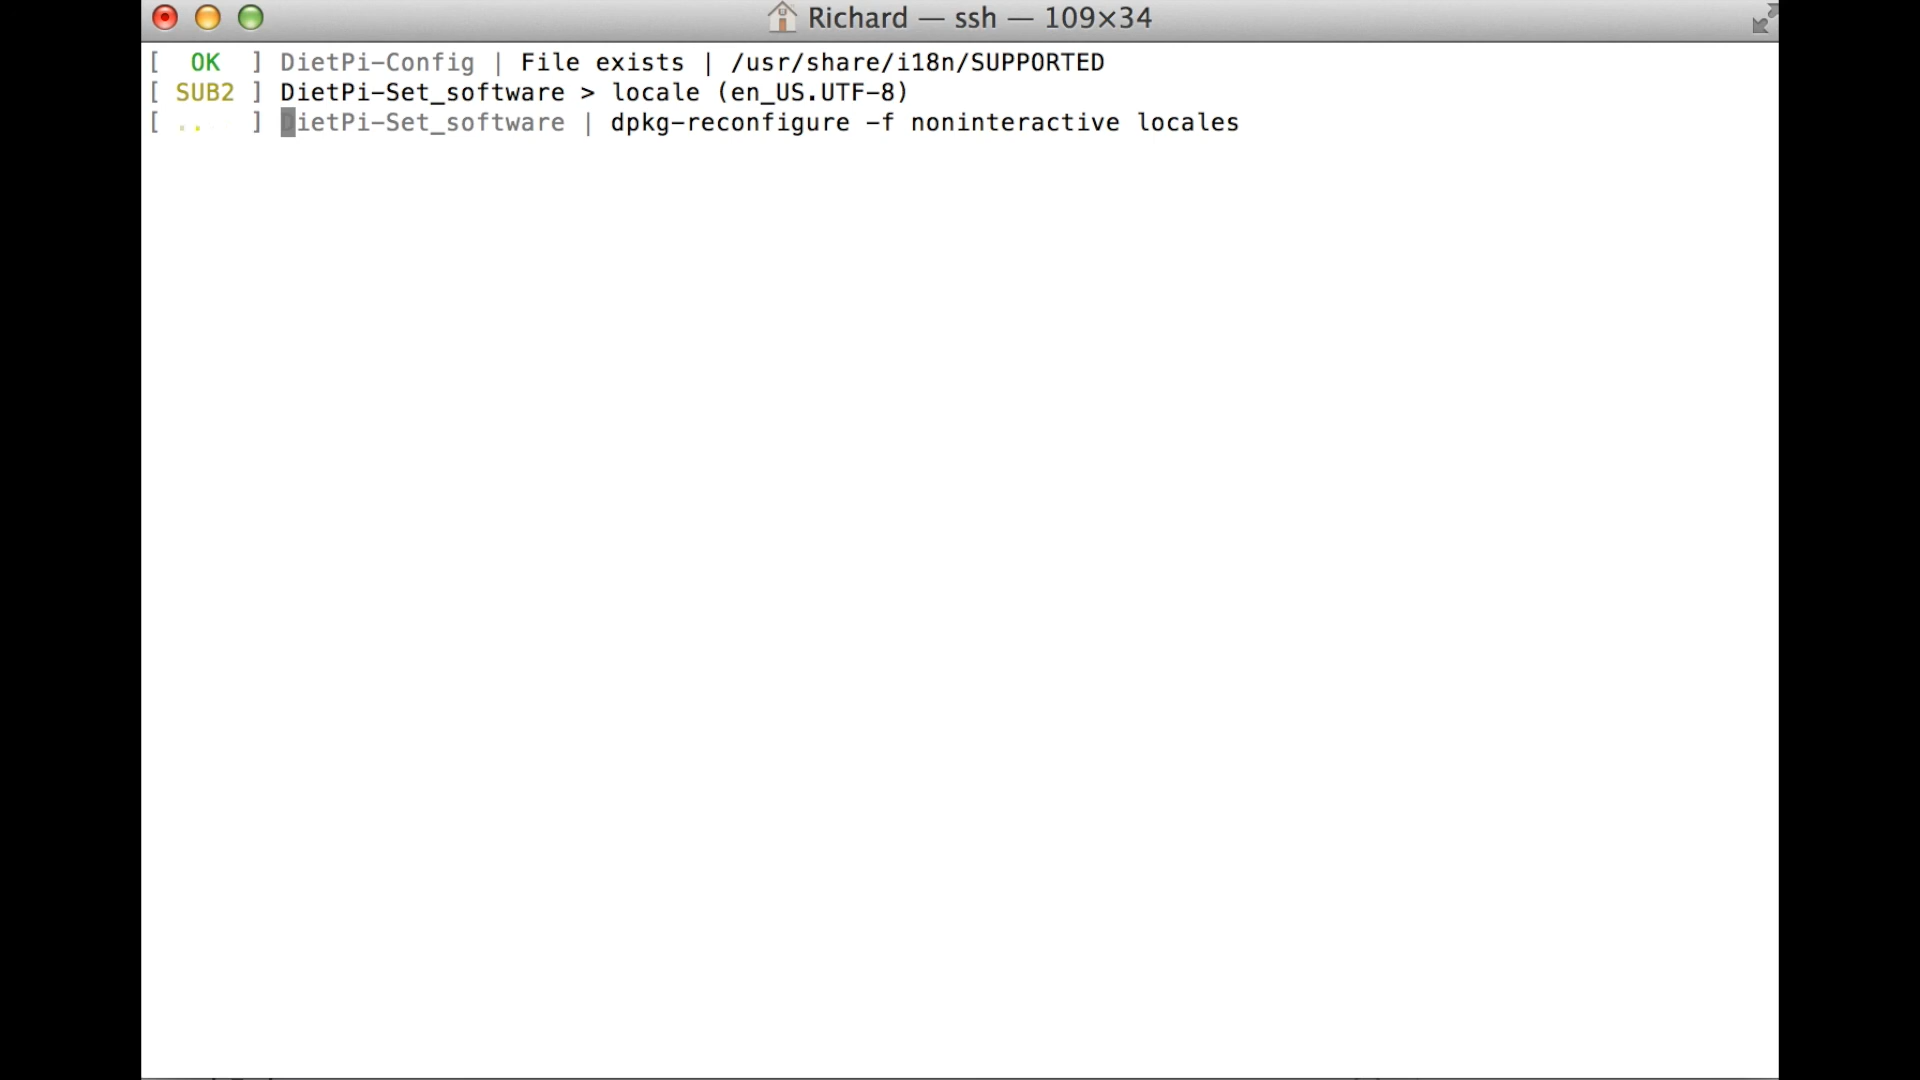 Richard — ssh — 109×34
[  OK  ] DietPi-Config | File exists | /usr/share/i18n/SUPPORTED
[ SUB2 ] DietPi-Set_software > locale (en_US.UTF-8)
[ ..   ] DietPi-Set_software | dpkg-reconfigure -f noninteractive locales